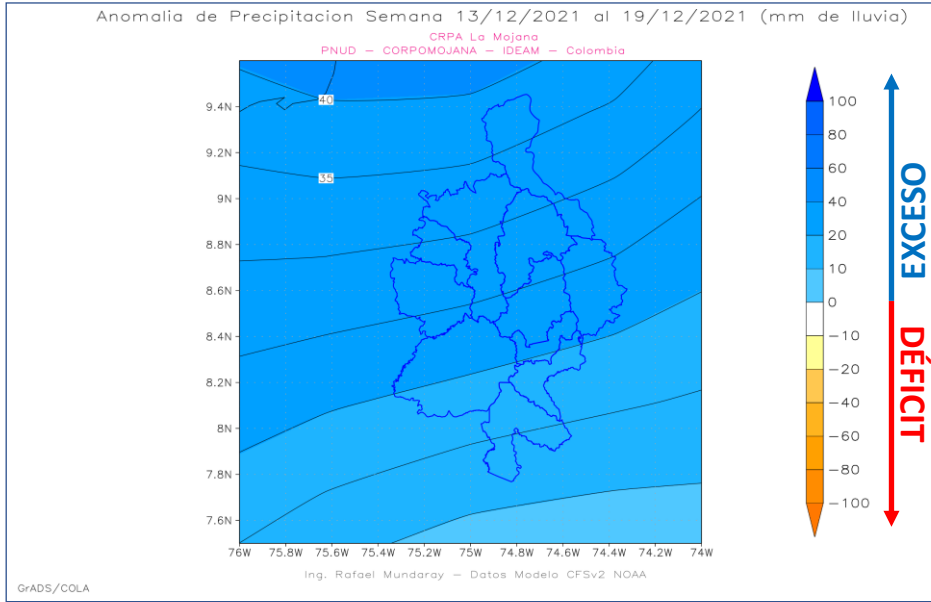 Anomalia de Precipitacion Semana 13/12/2021 al 19/12/2021 (mm de lluvia)
CRPA La Mojana
PNUD – CORPOMOJANA – IDEAM – Colombia
40
35
9.4N
9.2N
9N
8.8N
8.6N
8.4N
8.2N
8N
7.8N
7.6N
76W 75.8W 75.6W 75.4W 75.2W 75W 74.8W 74.6W 74.4W 74.2W 74W
100
80
60
40
20
10
0
−10
−20
−40
−60
−80
−100
EXCESO
DÉFICIT
Ing. Rafael Mundaray – Datos Modelo CFSv2 NOAA
GrADS/COLA